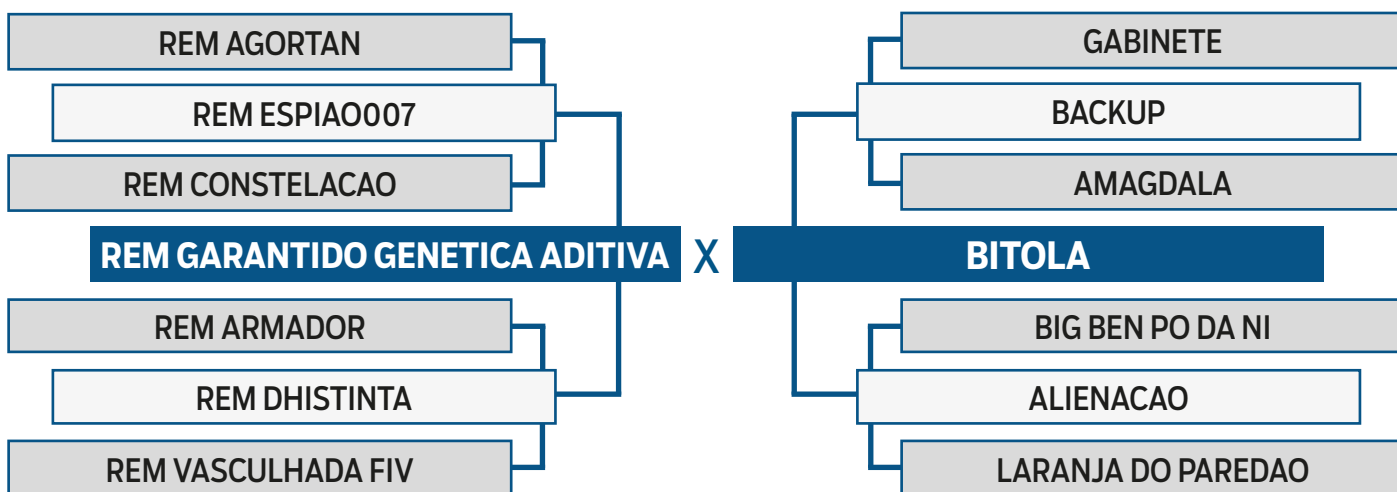 REM AGORTAN
GABINETE
REM ESPIAO007
BACKUP
REM CONSTELACAO
AMAGDALA
REM GARANTIDO GENETICA ADITIVA X BITOLA
REM ARMADOR
BIG BEN PO DA NI
REM DHISTINTA
ALIENACAO
REM VASCULHADA FIV
LARANJA DO PAREDAO